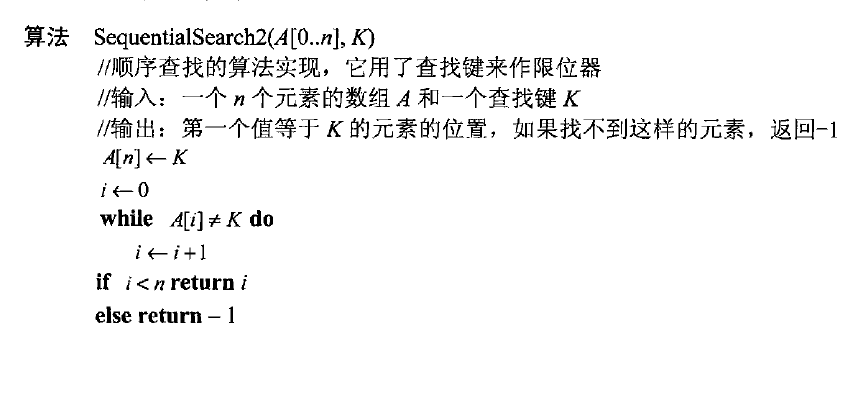 算法 SequentialSearch2(A[0..n], K)
//顺序查找的算法实现，它用了查找键来作限位器
//输入：一个 n 个元素的数组 A 和一个查找键 K
//输出：第一个值等于 K 的元素的位置，如果找不到这样的元素，返回-1
A[n] ← K
i ← 0
while A[i] ≠ K do
i ← i + 1
if i < n return i
else return – 1